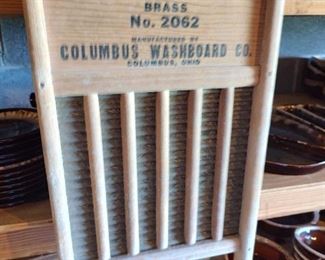 BRASS
No. 2062
MANUFACTURED BY
COLUMBUS WASHBOARD CO.
COLUMBUS, OHIO